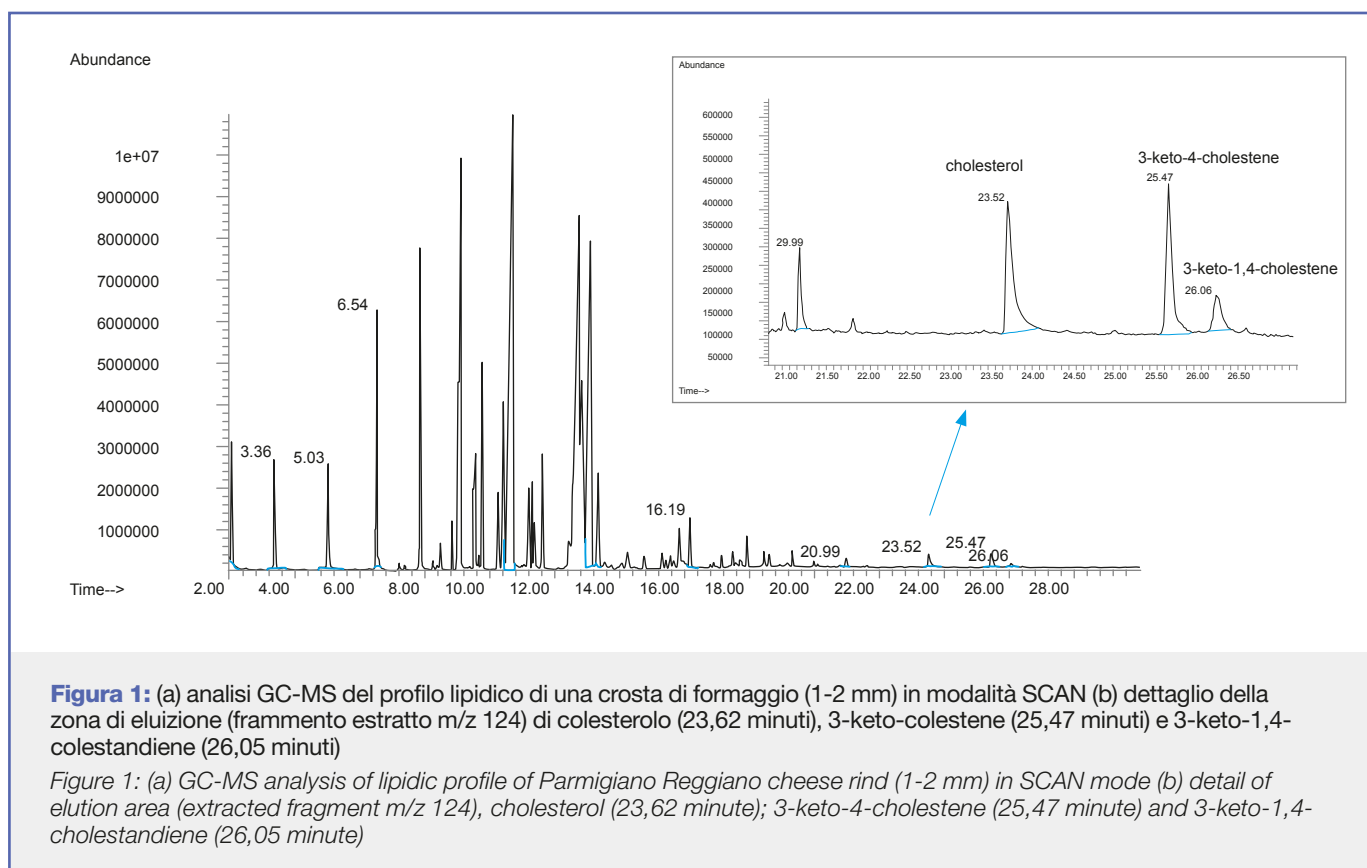 Abundance
1e+07
9000000
8000000
7000000
6000000
5000000
4000000
3000000
2000000
1000000
3.36
5.03
6.54
16.19
20.99
23.52
25.47
26.06
2.00 4.00 6.00 8.00 10.00 12.00 14.00 16.00 18.00 20.00 22.00 24.00 26.00 28.00
Time-->
Abundance
600000
550000
500000
450000
400000
350000
300000
250000
200000
150000
100000
50000
29.99
cholesterol
23.52
3-keto-4-cholestene
25.47
3-keto-1,4-cholestene
26.06
21.00 21.50 22.00 22.50 23.00 23.50 24.00 24.50 25.00 25.50 26.00 26.50
Time-->
Figura 1: (a) analisi GC-MS del profilo lipidico di una crosta di formaggio (1-2 mm) in modalità SCAN (b) dettaglio della
zona di eluizione (frammento estratto m/z 124) di colesterolo (23,62 minuti), 3-keto-colestene (25,47 minuti) e 3-keto-1,4-
colestandiene (26,05 minuti)
Figure 1: (a) GC-MS analysis of lipidic profile of Parmigiano Reggiano cheese rind (1-2 mm) in SCAN mode (b) detail of
elution area (extracted fragment m/z 124), cholesterol (23,62 minute); 3-keto-4-cholestene (25,47 minute) and 3-keto-1,4-
cholestandiene (26,05 minute)